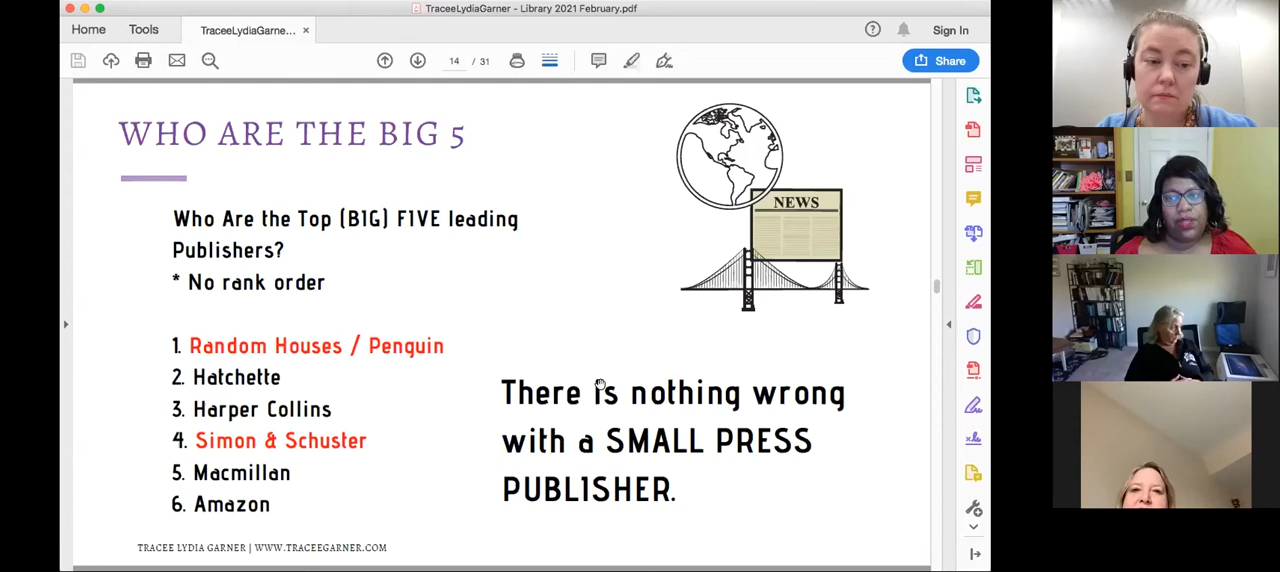 TraceeLydiaGarner - Library 2021 February.pdf
Home Tools TraceeLydiaGarne... × Sign In
14 / 31 Share
WHO ARE THE BIG 5
NEWS
Who Are the Top (BIG) FIVE leading
Publishers?
* No rank order
1. Random Houses / Penguin
2. Hatchette
3. Harper Collins
4. Simon & Schuster
5. Macmillan
6. Amazon
There is nothing wrong
with a SMALL PRESS
PUBLISHER.
TRACEE LYDIA GARNER | WWW.TRACEEGARNER.COM